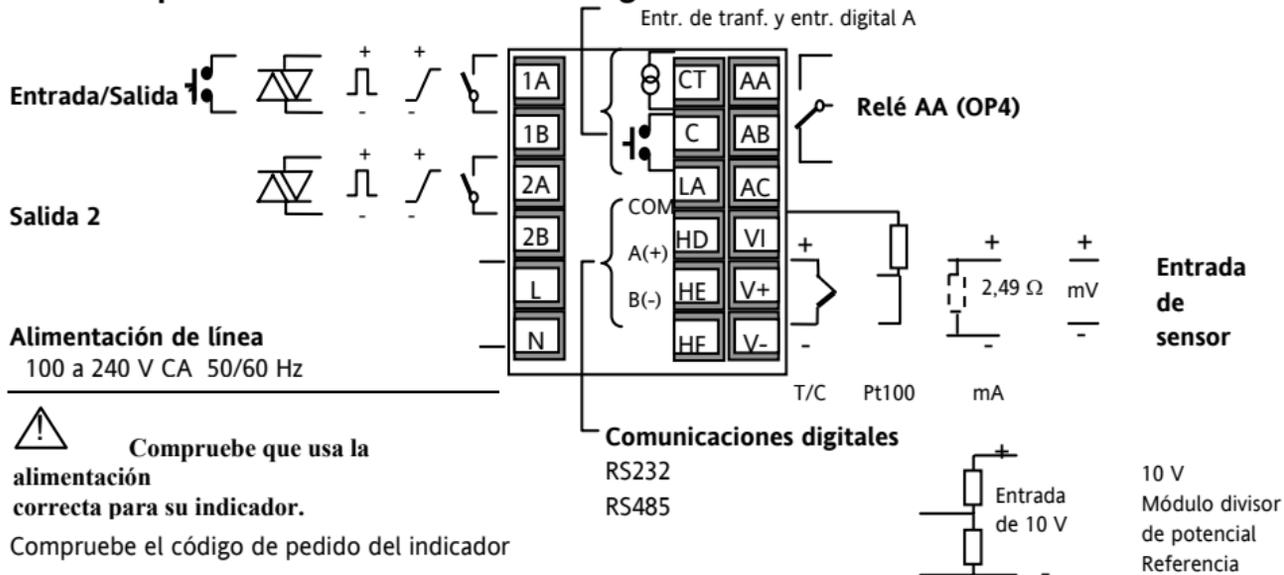 Entr. de tranf. y entr. digital A
Entrada/Salida
+
+
-
-
1A
1B
2A
2B
L
N
CT
AA
C
AB
LA
AC
HD
VI
HE
V+
HF
V-
COM
A(+)
B(-)
Relé AA (OP4)
Salida 2
+
+
-
-
Alimentación de línea
100 a 240 V CA 50/60 Hz
+
-
T/C
Pt100
+
2,49 Ω
-
mA
+
mV
-
Entrada
de
sensor
!
Compruebe que usa la
alimentación
correcta para su indicador.
Compruebe el código de pedido del indicador
Comunicaciones digitales
RS232
RS485
+
Entrada
de 10 V
-
10 V
Módulo divisor
de potencial
Referencia